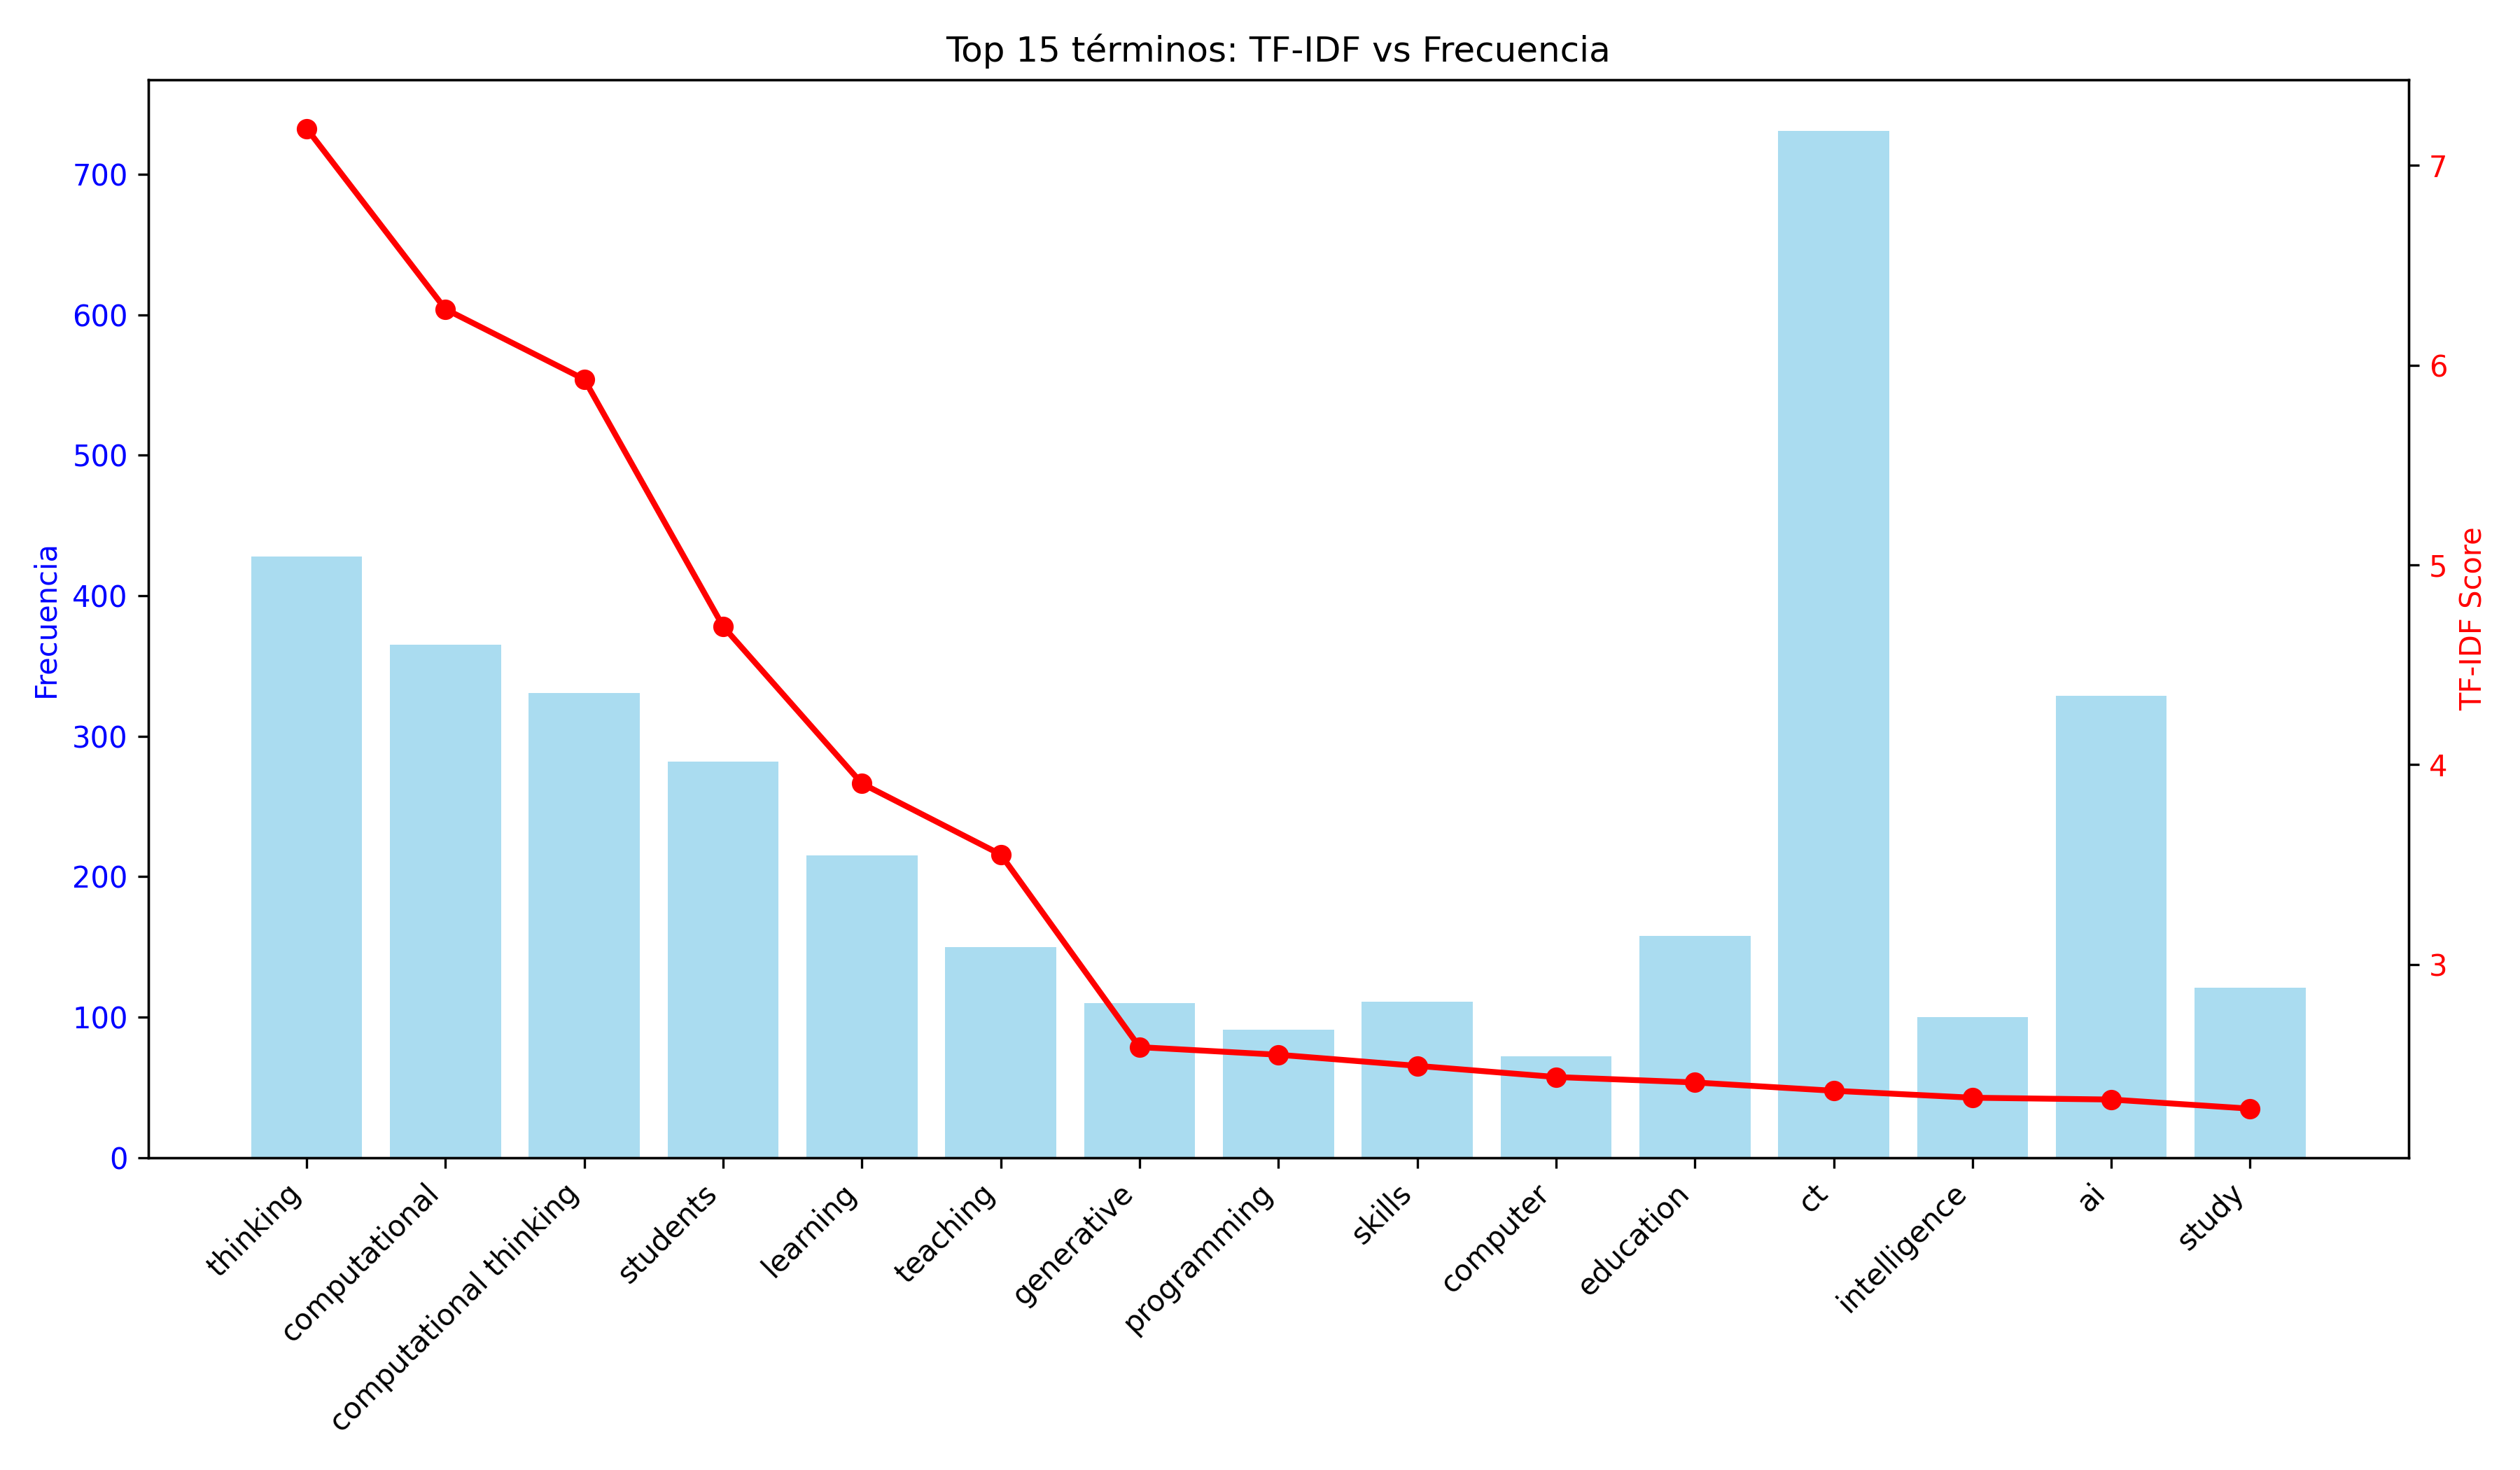 Top 15 términos: TF-IDF vs Frecuencia
Frecuencia
700
600
500
400
300
200
100
0
7
6
5
4
3
TF-IDF Score
thinking
computational
computational thinking
students
learning
teaching
generative
programming
skills
computer
education
ct
intelligence
ai
study